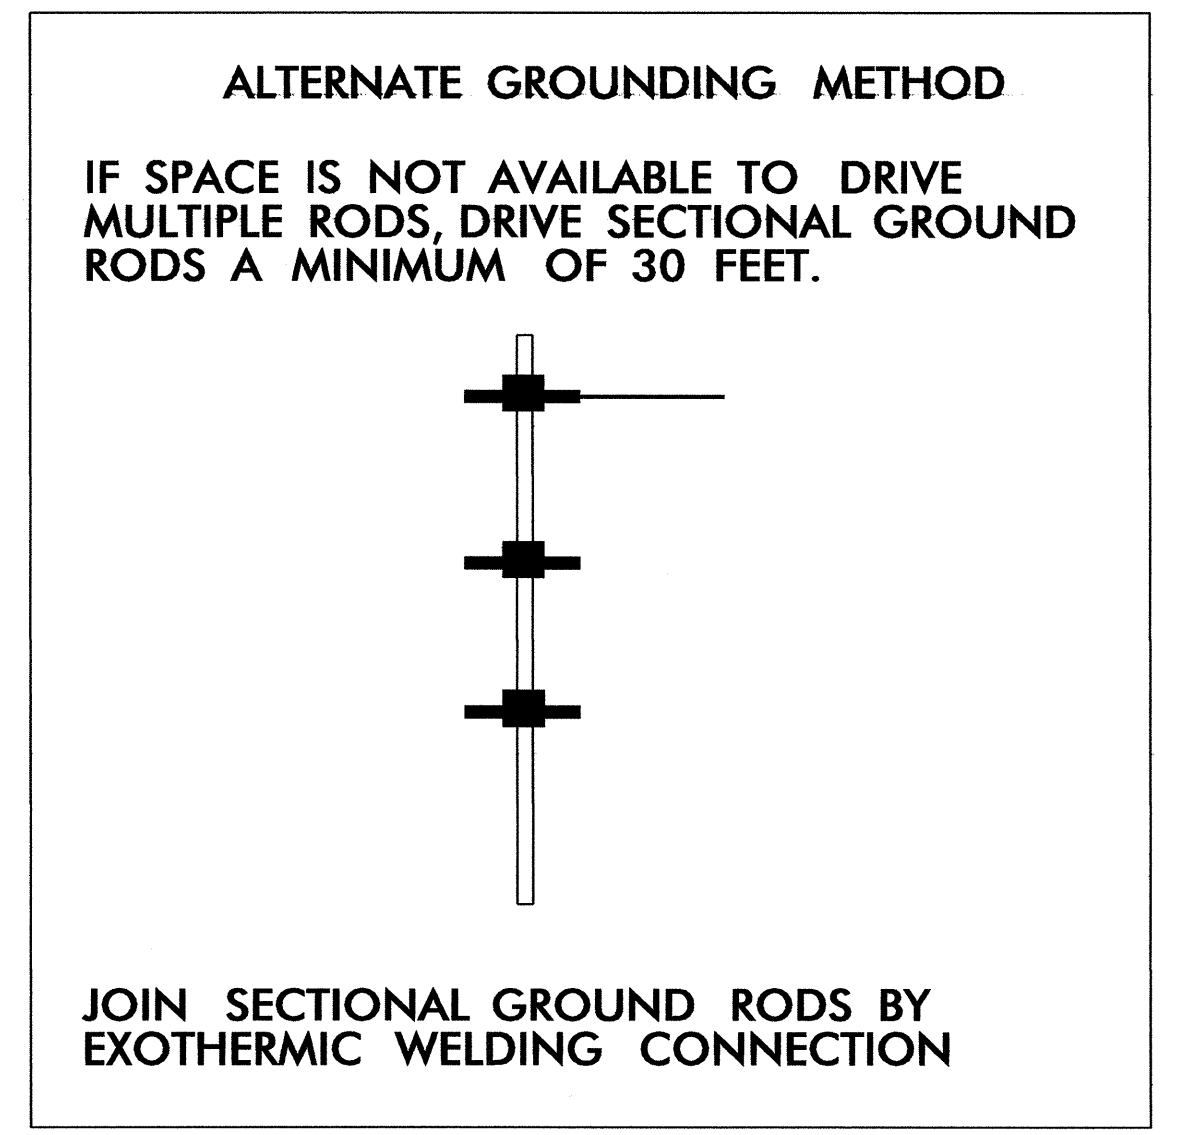 ALTERNATE GROUNDING METHOD
IF SPACE IS NOT AVAILABLE TO DRIVE
MULTIPLE RODS, DRIVE SECTIONAL GROUND
RODS A MINIMUM OF 30 FEET.
JOIN SECTIONAL GROUND RODS BY
EXOTHERMIC WELDING CONNECTION